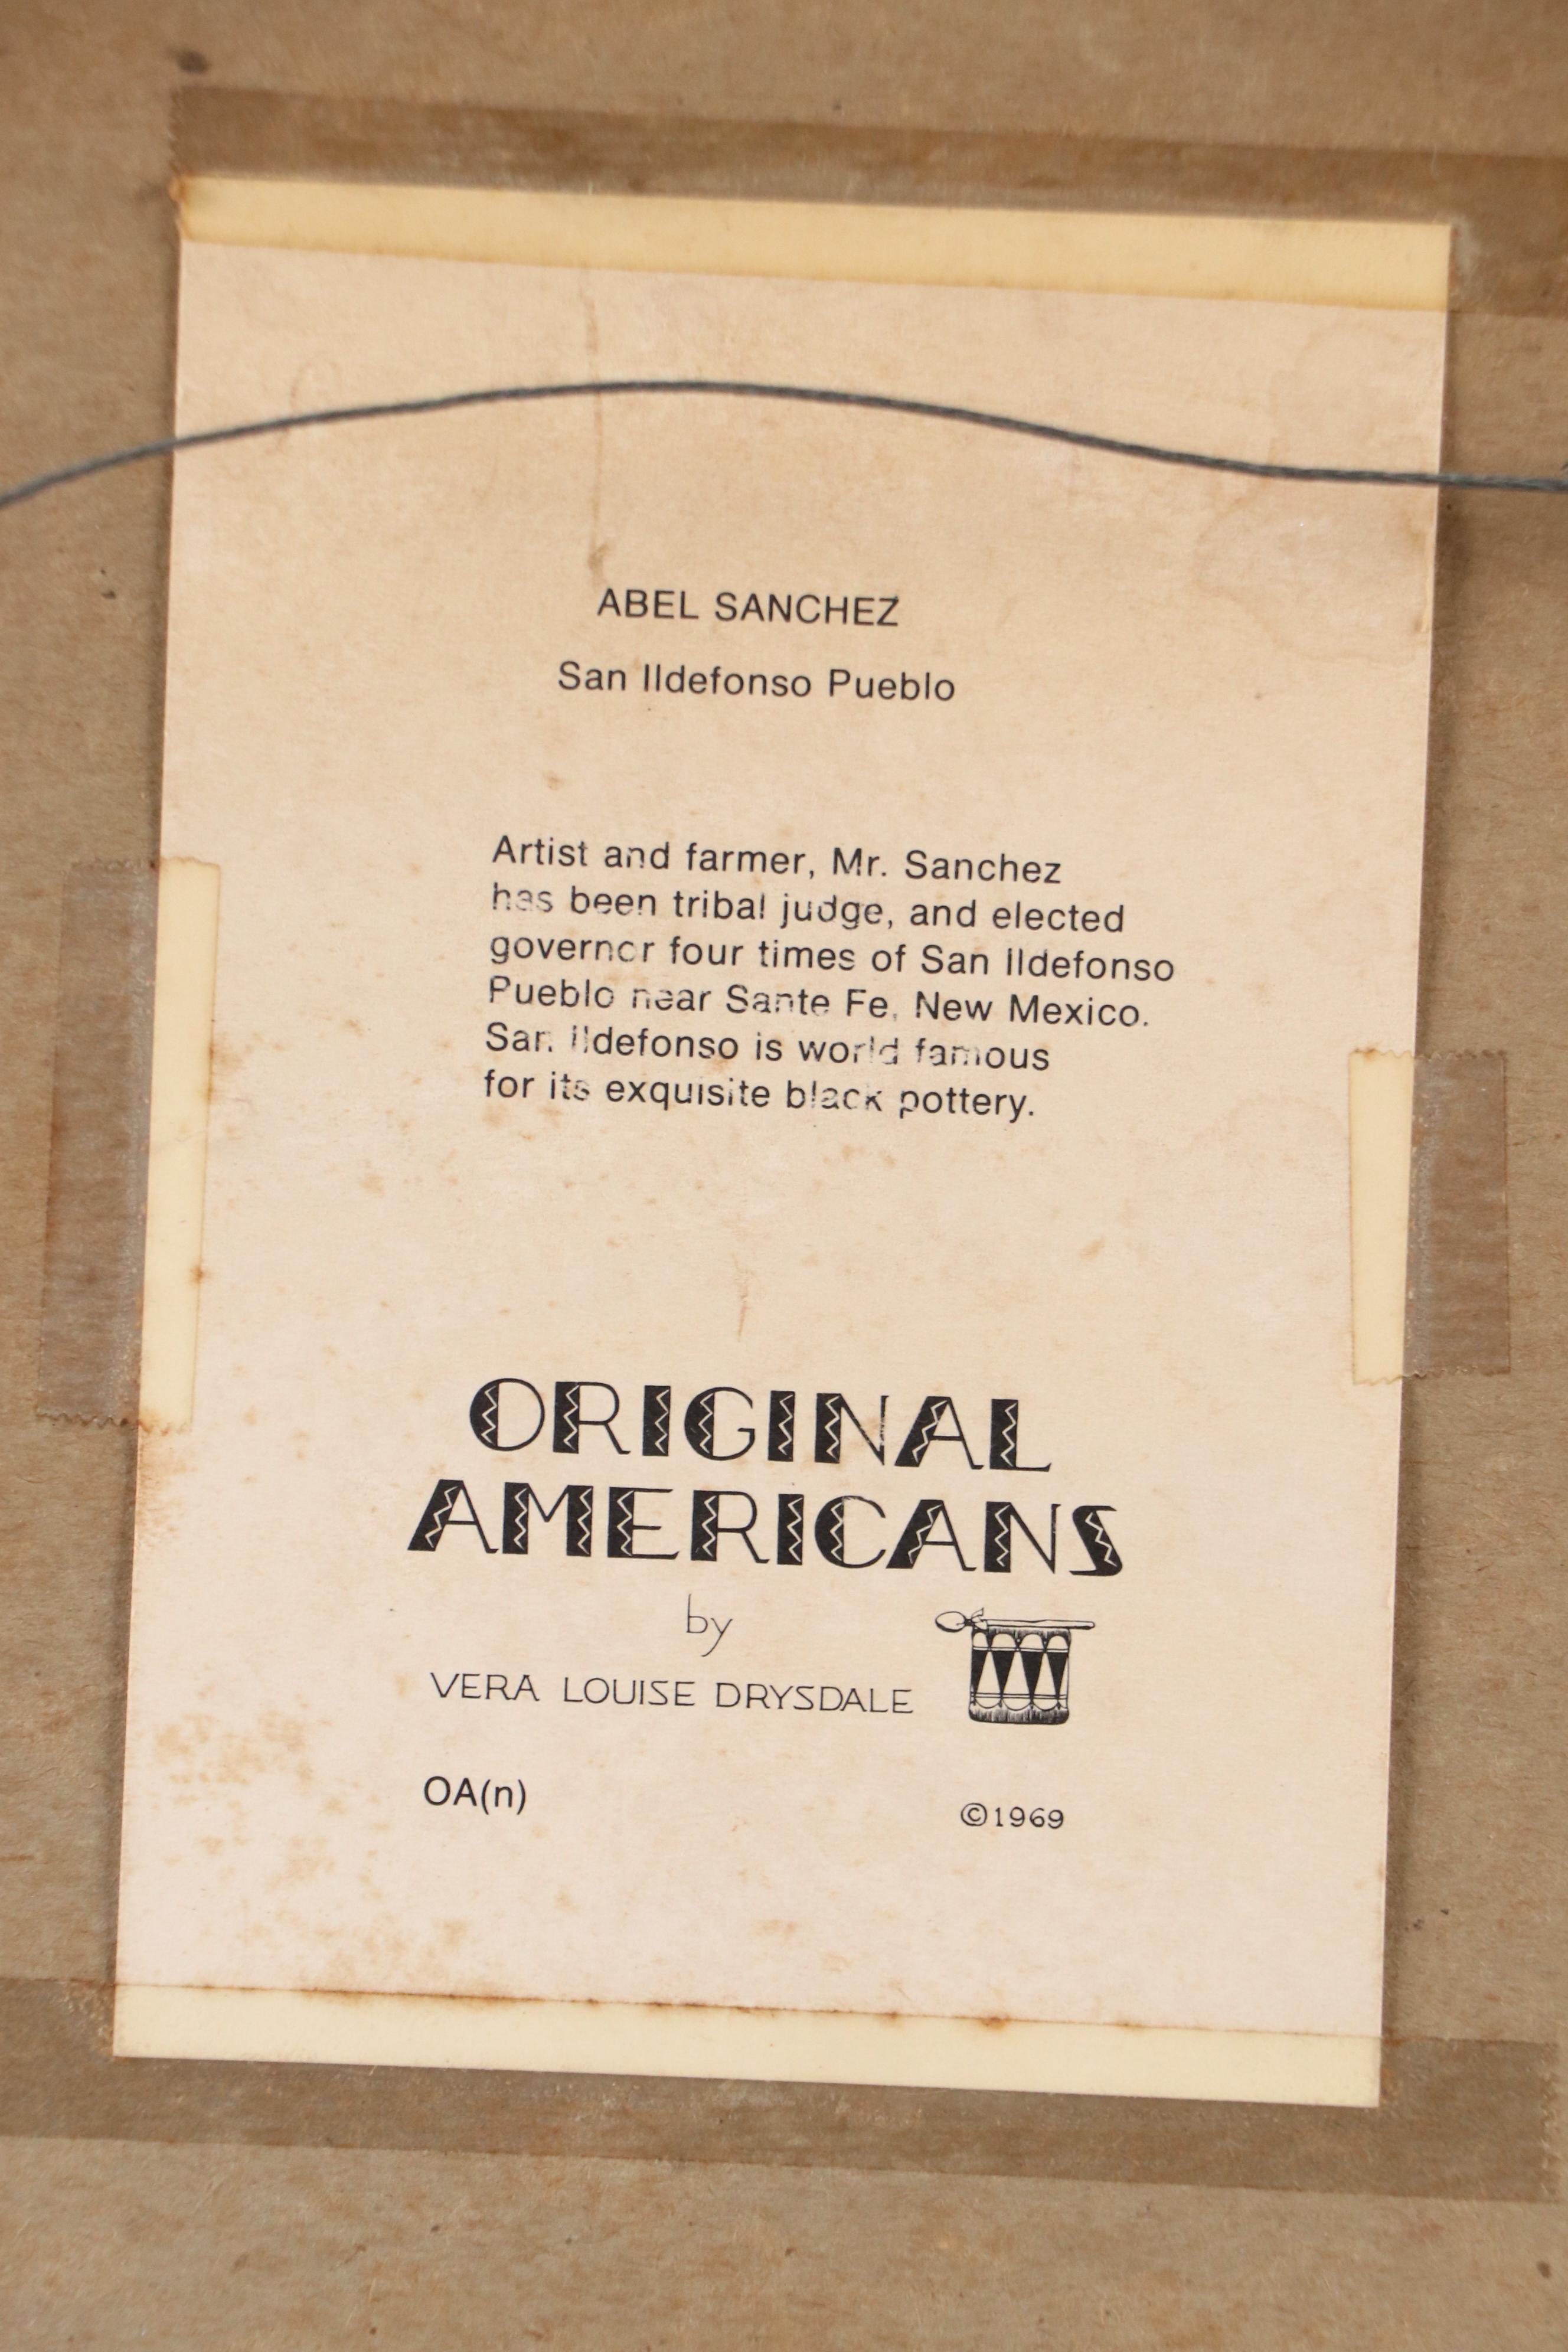 ABEL SANCHEZ
San Ildefonso Pueblo
Artist and farmer, Mr. Sanchez
has been tribal judge, and elected
governor four times of San Ildefonso
Pueblo near Sante Fe, New Mexico.
San Ildefonso is world famous
for its exquisite black pottery.
ORIGINAL
AMERICANS
by
VERA LOUISE DRYSDALE
OA(n)
©1969